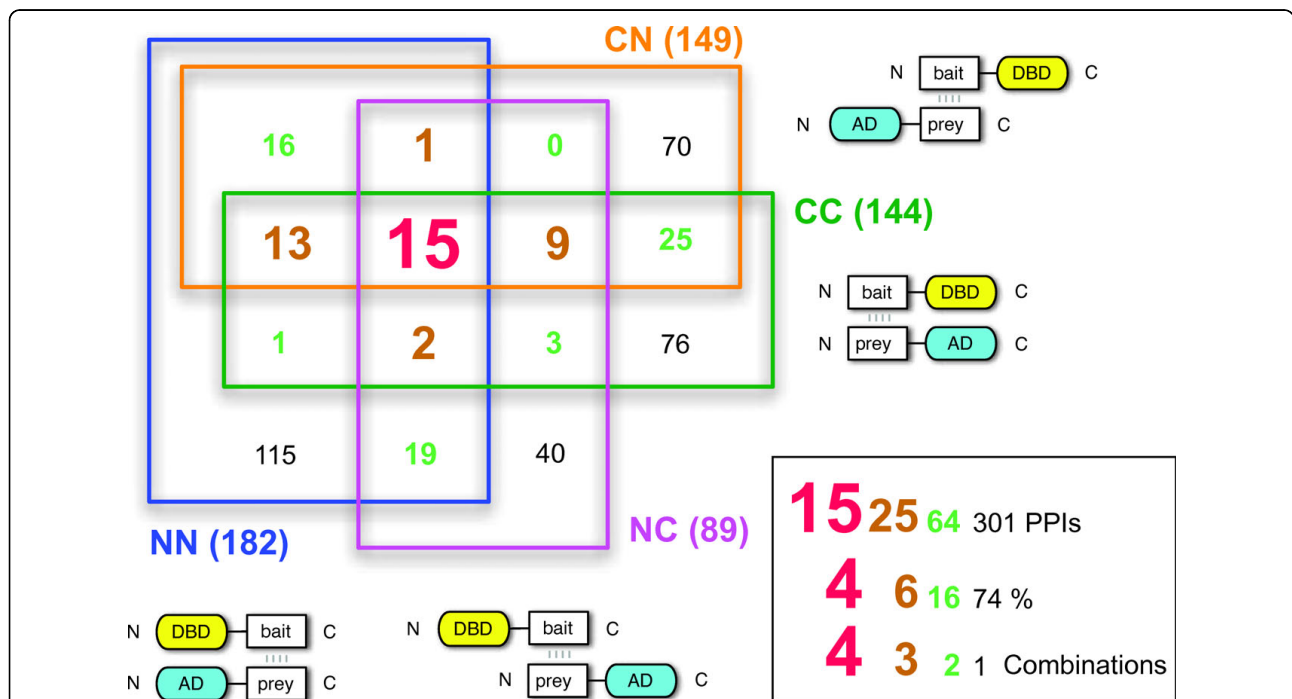 CN (149)
N bait DBD C
N AD prey C
16 1 0 70
CC (144)
13 15 9 25
N bait DBD C
N prey AD C
1 2 3 76
115 19 40
NN (182)
NC (89)
15 25 64 301 PPIs
4 6 16 74 %
4 3 2 1 Combinations
N DBD bait C
N AD prey C
N DBD bait C
N prey AD C